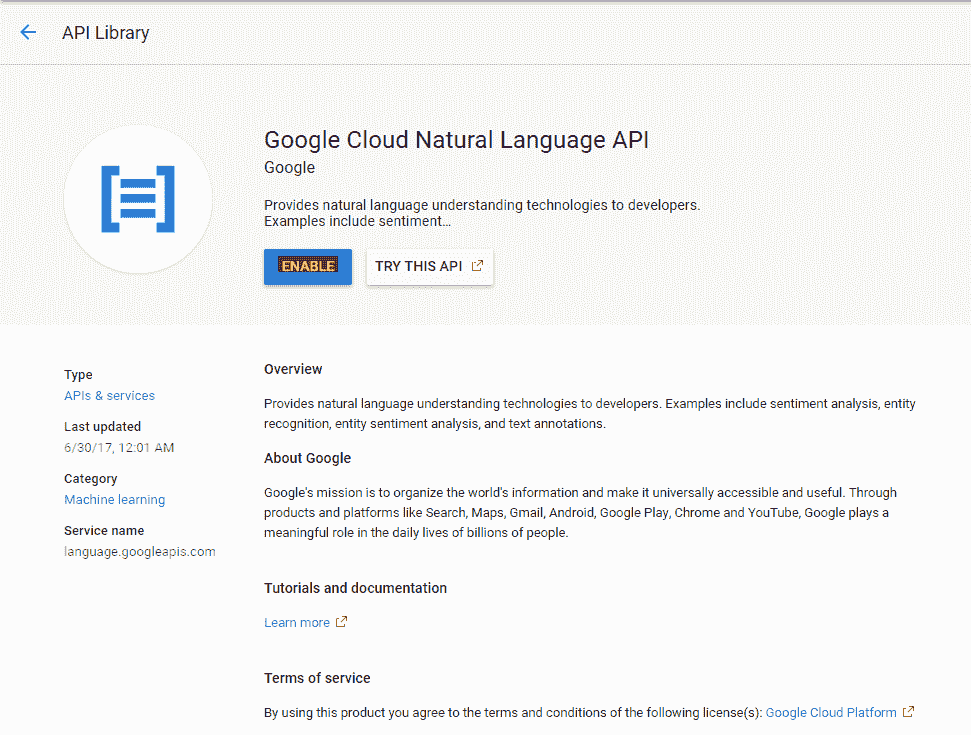 API Library
Google Cloud Natural Language API
Google
Provides natural language understanding technologies to developers.
Examples include sentiment...
ENABLE
TRY THIS API
Type
APIs & services
Last updated
6/30/17, 12:01 AM
Category
Machine learning
Service name
language.googleapis.com
Overview
Provides natural language understanding technologies to developers. Examples include sentiment analysis, entity
recognition, entity sentiment analysis, and text annotations.
About Google
Google's mission is to organize the world's information and make it universally accessible and useful. Through
products and platforms like Search, Maps, Gmail, Android, Google Play, Chrome and YouTube, Google plays a
meaningful role in the daily lives of billions of people.
Tutorials and documentation
Learn more
Terms of service
By using this product you agree to the terms and conditions of the following license(s): Google Cloud Platform